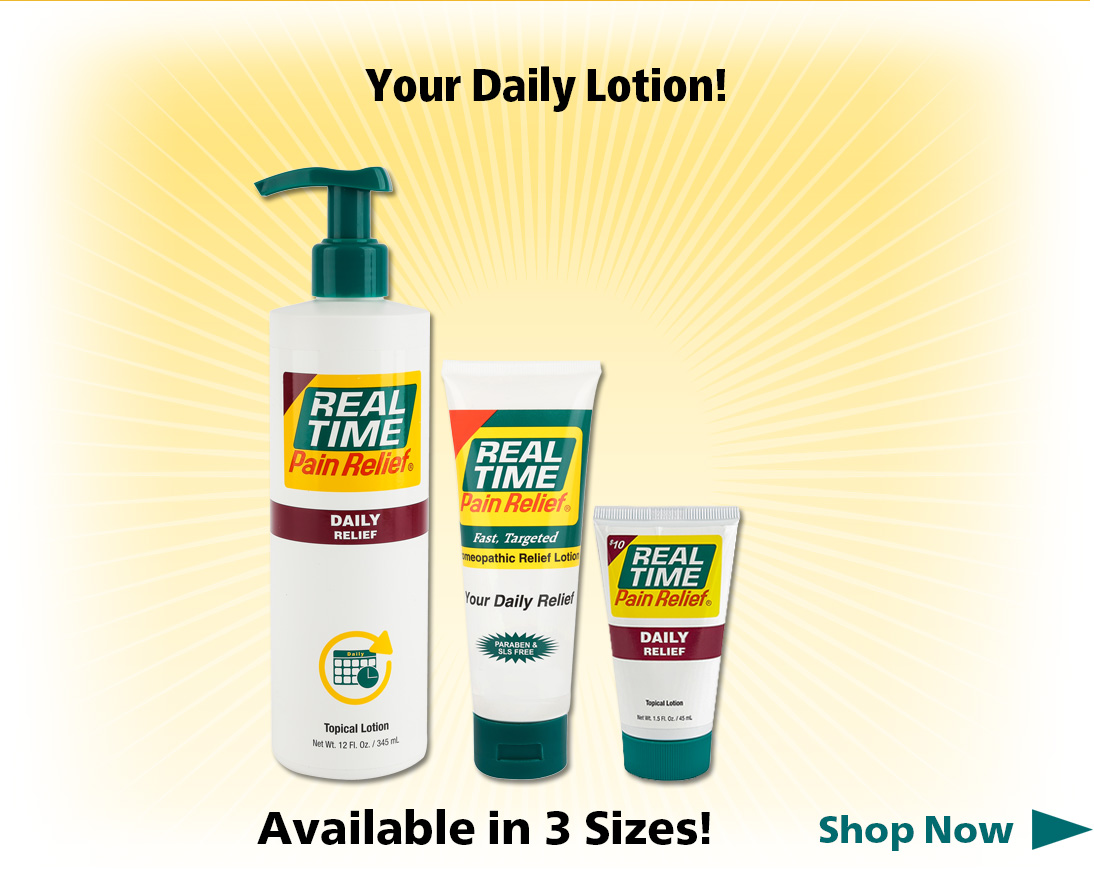 Your Daily Lotion!
REAL
TIME
Pain Relief®
DAILY
RELIEF
Daily
Topical Lotion
Net Wt. 12 Fl. Oz. / 345 mL
REAL
TIME
Pain Relief®
Fast, Targeted
omeopathic Relief Lotion
Your Daily Relief
PARABEN &
SLS FREE
$10
REAL
TIME
Pain Relief®
DAILY
RELIEF
Topical Lotion
Net Wt. 1.5 Fl. Oz. / 45 mL
Available in 3 Sizes!
Shop Now